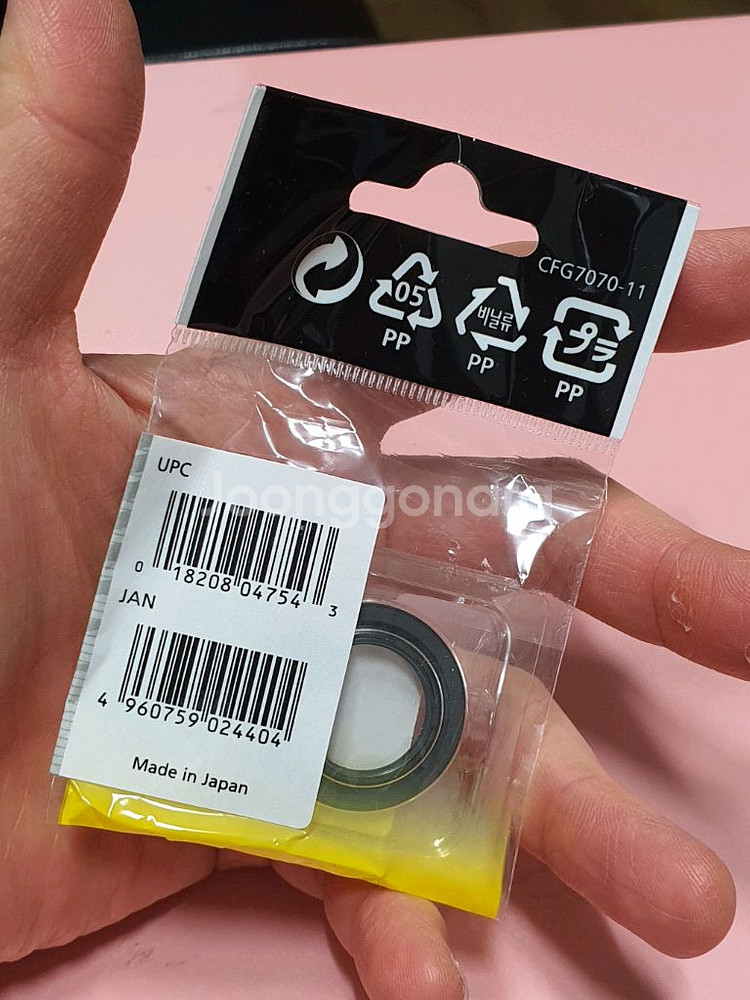 CFG7070-11
05
PP
비닐류
PP
プラ
PP
Joonggonara
UPC
0 18208 04754 3
JAN
4 960759 024404
Made in Japan